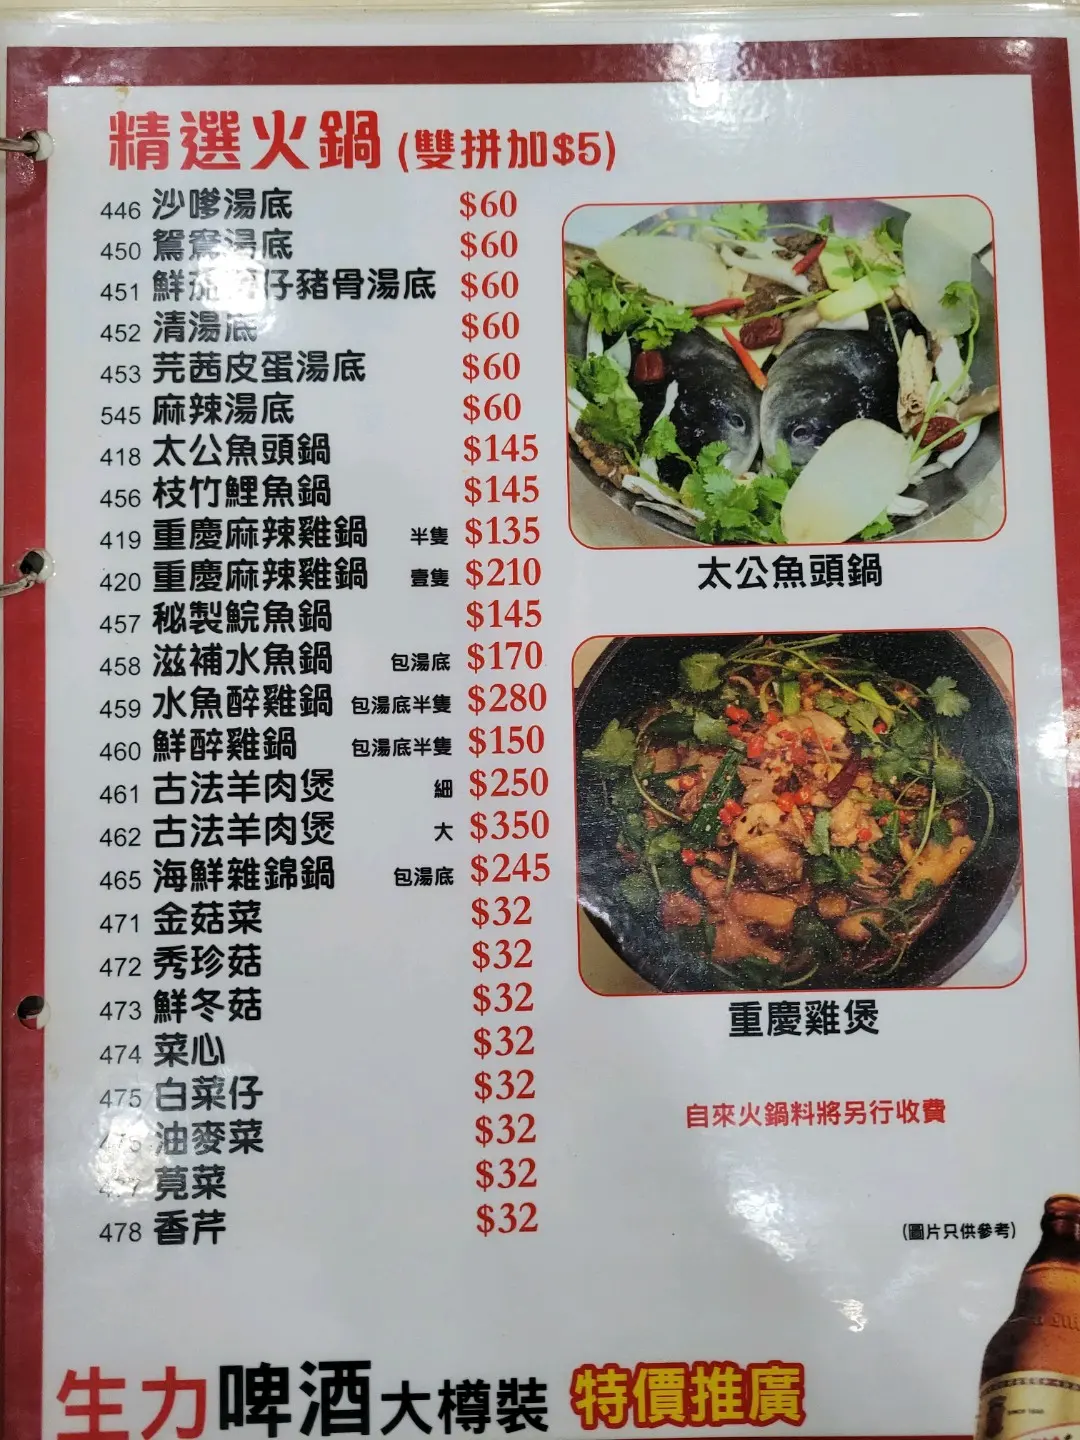 精選火鍋 (雙拼加$5)
446 沙嗲湯底 $60
450 鴛鴦湯底 $60
451 鮮茄 仔豬骨湯底 $60
452 清湯底 $60
453 芫茜皮蛋湯底 $60
545 麻辣湯底 $60
418 太公魚頭鍋 $145
456 枝竹鯉魚鍋 $145
419 重慶麻辣雞鍋 半隻 $135
420 重慶麻辣雞鍋 壹隻 $210
457 秘製鯇魚鍋 $145
458 滋補水魚鍋 包湯底 $170
459 水魚醉雞鍋 包湯底半隻 $280
460 鮮醉雞鍋 包湯底半隻 $150
461 古法羊肉煲 細 $250
462 古法羊肉煲 大 $350
465 海鮮雜錦鍋 包湯底 $245
471 金菇菜 $32
472 秀珍菇 $32
473 鮮冬菇 $32
474 菜心 $32
475 白菜仔 $32
476 油麥菜 $32
477 莧菜 $32
478 香芹 $32
太公魚頭鍋
重慶雞煲
自來火鍋料將另行收費
(圖片只供參考)
生力啤酒大樽裝 特價推廣